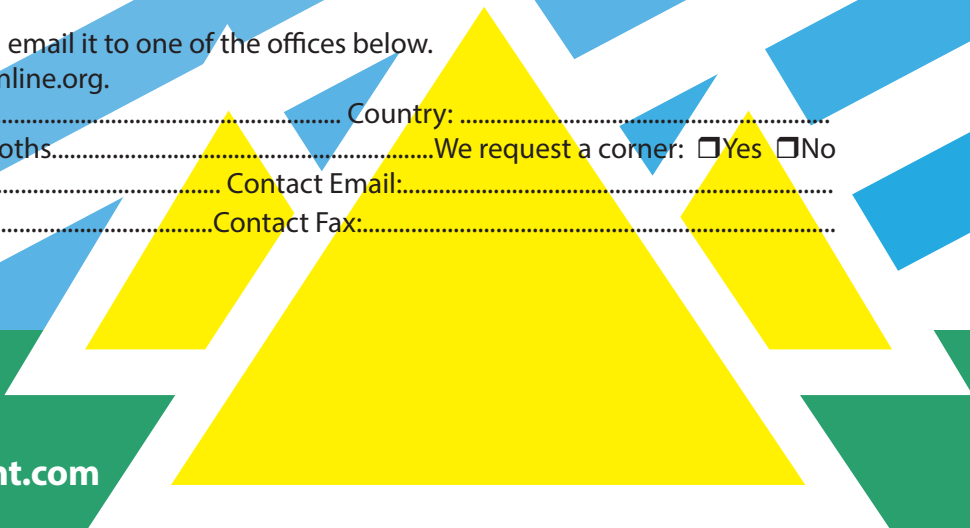 email it to one of the offices below.
nline.org.
.................................................... Country: ..........................................................
oths.............................................................We request a corner: ❒Yes ❒No
................................... Contact Email:....................................................................
..................................Contact Fax:...........................................................................
nt.com